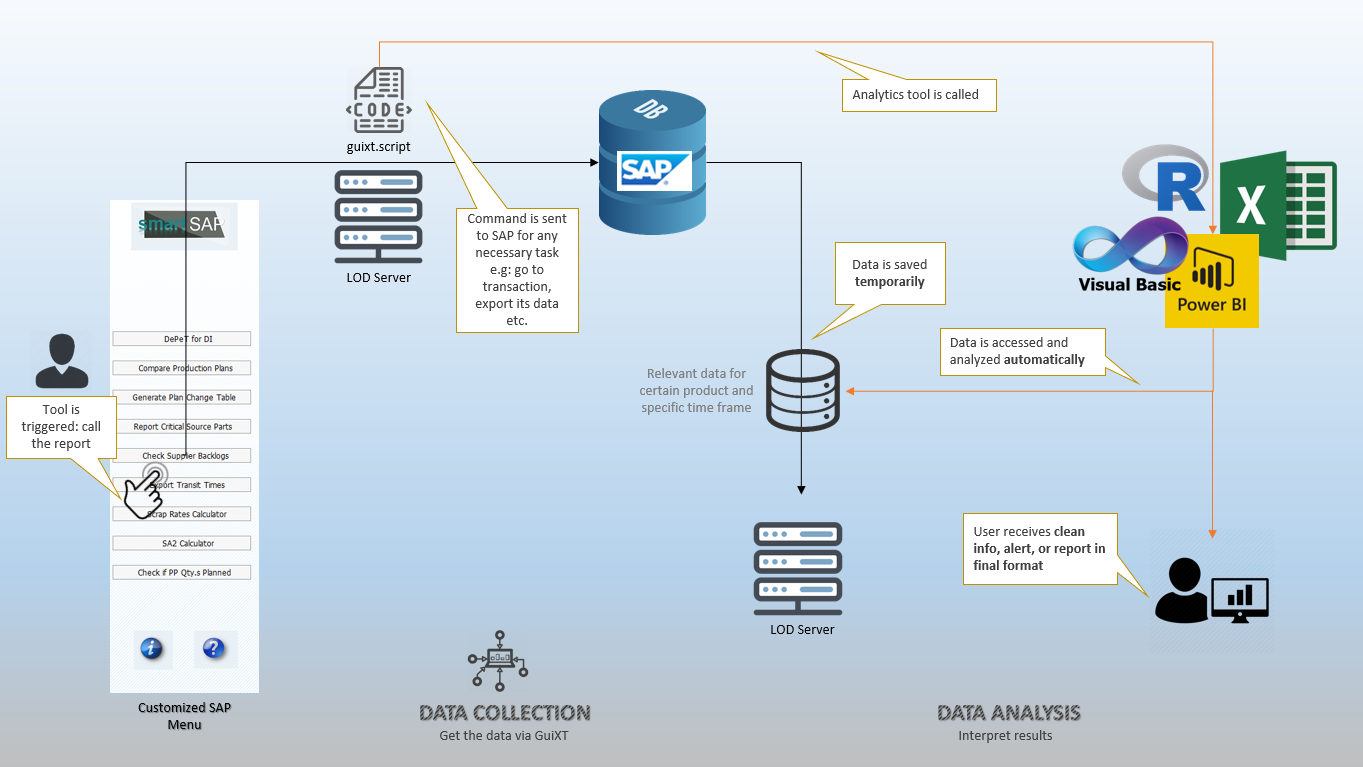 Analytics tool is called
<CODE>
guixt.script
DB
SAP
®
Command is sent
to SAP for any
necessary task
e.g: go to
transaction,
export its data
etc.
LOD Server
smart SAP
R
X
Visual Basic
Power BI
Data is saved
temporarily
Data is accessed and
analyzed automatically
Relevant data for
certain product and
specific time frame
Tool is
triggered: call
the report
DePeT for DI
Compare Production Plans
Generate Plan Change Table
Report Critical Source Parts
Check Supplier Backlogs
Export Transit Times
Scrap Rates Calculator
SA2 Calculator
Check if PP Qty.s Planned
i
?
Customized SAP
Menu
User receives clean
info, alert, or report in
final format
LOD Server
DATA COLLECTION
Get the data via GuiXT
DATA ANALYSIS
Interpret results